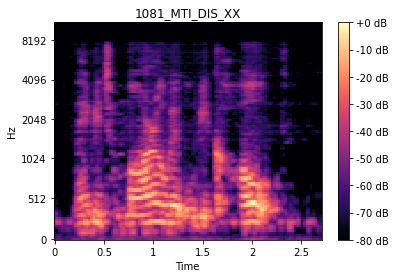 1081_MTI_DIS_XX
+0 dB
8192
-10 dB
4096
-20 dB
-30 dB
2048
Hz
-40 dB
1024
-50 dB
512
-60 dB
-70 dB
0
-80 dB
0 0.5 1 1.5 2 2.5
Time